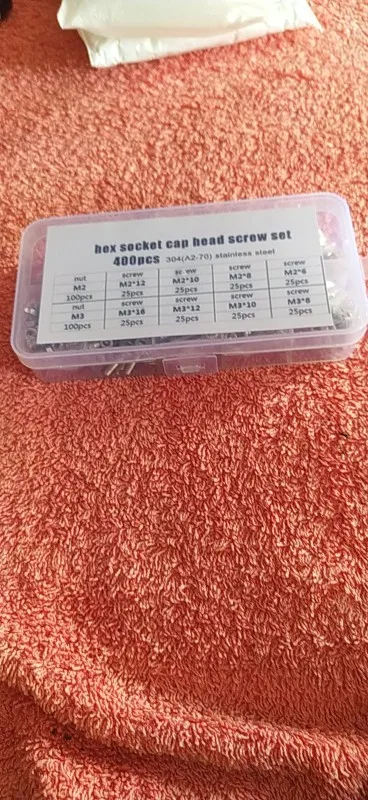 hex socket cap head screw set
400pcs 304(A2-70) stainless steel
nut screw screw screw screw
M2 M2*12 M2*10 M2*8 M2*6
100pcs 25pcs 25pcs 25pcs 25pcs
nut screw screw screw screw
M3 M3*16 M3*12 M3*10 M3*8
100pcs 25pcs 25pcs 25pcs 25pcs